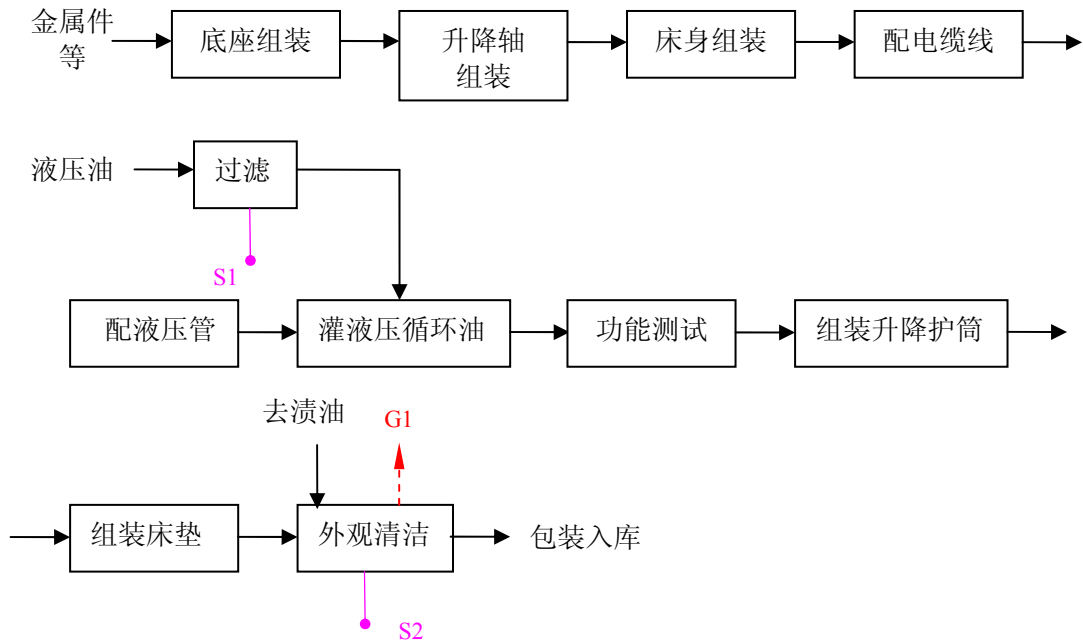 金属件
等
底座组装
升降轴
组装
床身组装
配电缆线
液压油
过滤
S1
配液压管
灌液压循环油
功能测试
组装升降护筒
去渍油
G1
组装床垫
外观清洁
包装入库
S2